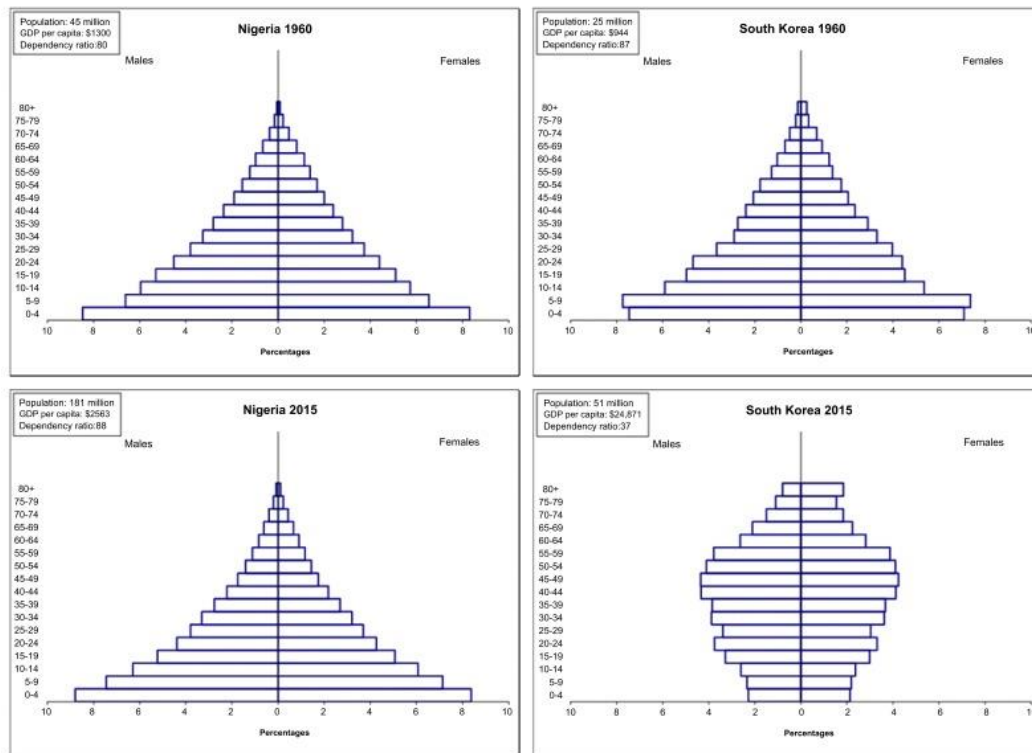 Population: 45 million
GDP per capita: $1300
Dependency ratio:80
Nigeria 1960
Males
Females
80+
75-79
70-74
65-69
60-64
55-59
50-54
45-49
40-44
35-39
30-34
25-29
20-24
15-19
10-14
5-9
0-4
10 8 6 4 2 0 2 4 6 8 10
Percentages
Population: 25 million
GDP per capita: $944
Dependency ratio:87
South Korea 1960
Males
Females
80+
75-79
70-74
65-69
60-64
55-59
50-54
45-49
40-44
35-39
30-34
25-29
20-24
15-19
10-14
5-9
0-4
10 8 6 4 2 0 2 4 6 8 10
Percentages
Population: 181 million
GDP per capita: $2563
Dependency ratio:88
Nigeria 2015
Males
Females
80+
75-79
70-74
65-69
60-64
55-59
50-54
45-49
40-44
35-39
30-34
25-29
20-24
15-19
10-14
5-9
0-4
10 8 6 4 2 0 2 4 6 8 10
Percentages
Population: 51 million
GDP per capita: $24,871
Dependency ratio:37
South Korea 2015
Males
Females
80+
75-79
70-74
65-69
60-64
55-59
50-54
45-49
40-44
35-39
30-34
25-29
20-24
15-19
10-14
5-9
0-4
10 8 6 4 2 0 2 4 6 8 10
Percentages